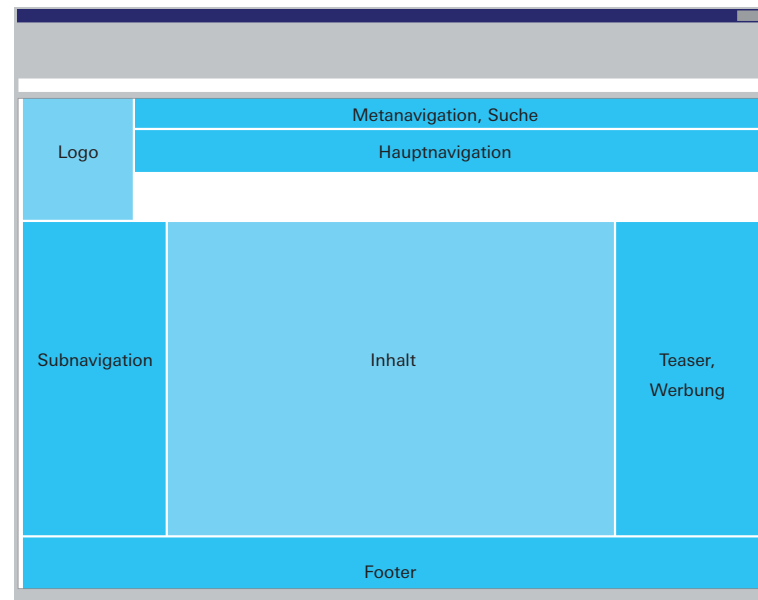 Metanavigation, Suche
Logo
Hauptnavigation
Subnavigation
Inhalt
Teaser,
Werbung
Footer